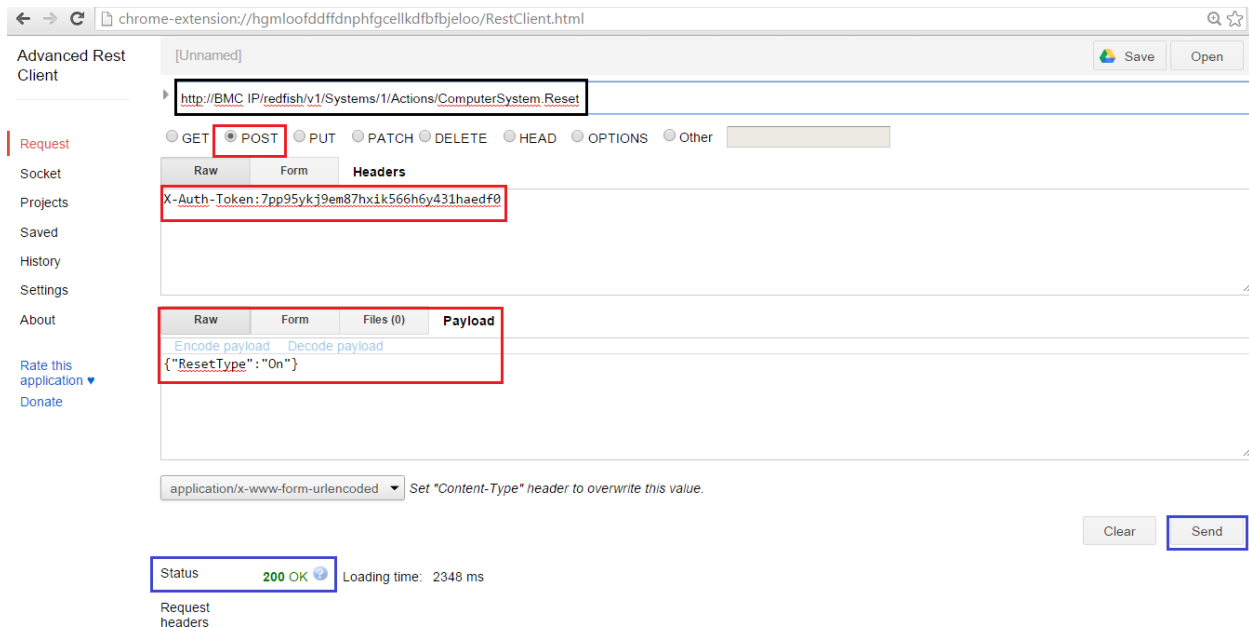 chrome-extension://hgmloofddffdnphfgcellkdfbfbjeloo/RestClient.html
Advanced Rest
Client
[Unnamed]
Save
Open
http://BMC IP/redfish/v1/Systems/1/Actions/ComputerSystem.Reset
GET POST PUT PATCH DELETE HEAD OPTIONS Other
Request
Socket
Projects
Saved
History
Settings
About
Rate this
application ♥
Donate
Raw Form Headers
X-Auth-Token:7pp95ykj9em87hxik566h6y431haedf0
Raw Form Files (0) Payload
Encode payload Decode payload
{"ResetType":"On"}
application/x-www-form-urlencoded Set "Content-Type" header to overwrite this value.
Clear Send
Status 200 OK ? Loading time: 2348 ms
Request
headers